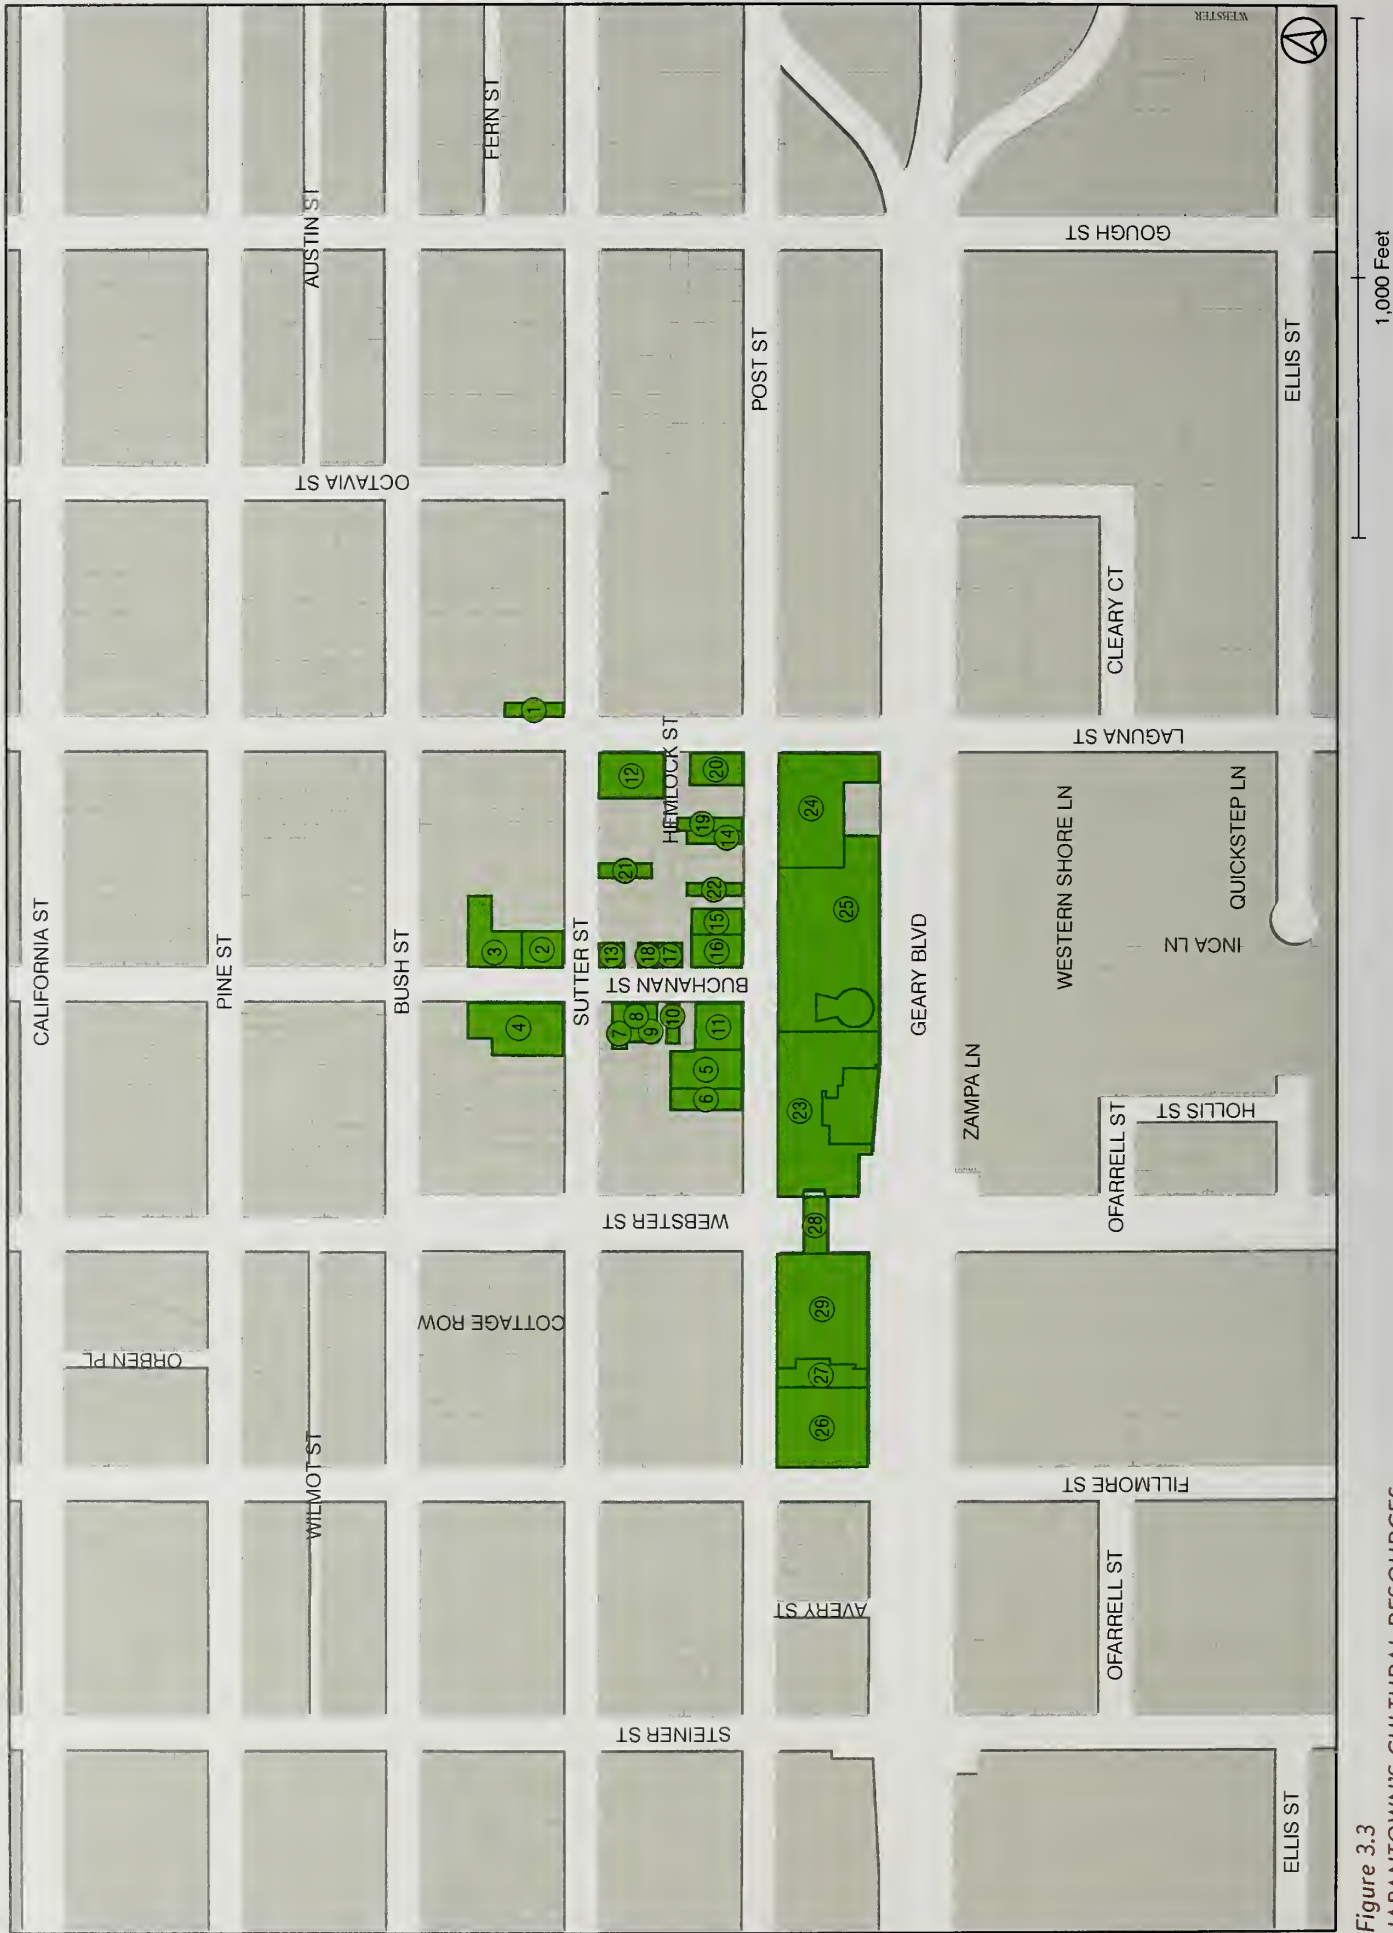 WEBSTER
CALIFORNIA ST
PINE ST
AUSTIN ST
BUSH ST
FERN ST
SUTTER ST
HEMLOCK ST
POST ST
GEARY BLVD
ZAMPA LN
WESTERN SHORE LN
OFARRELL ST
CLEARY CT
QUICKSTEP LN
INCA LN
ELLIS ST
GOUGH ST
OCTAVIA ST
LAGUNA ST
BUCHANAN ST
HOLLIS ST
WEBSTER ST
COTTAGE ROW
ORBEN PL
WILMOT ST
FILLMORE ST
AVERY ST
STEINER ST
OFARRELL ST
ELLIS ST
1
2
3
4
5
6
7
8
9
10
11
12
13
14
15
16
17
18
19
20
21
22
23
24
25
26
27
28
29
1,000 Feet
Figure 3.3
JAPANTOWN'S CULTURAL RESOURCES